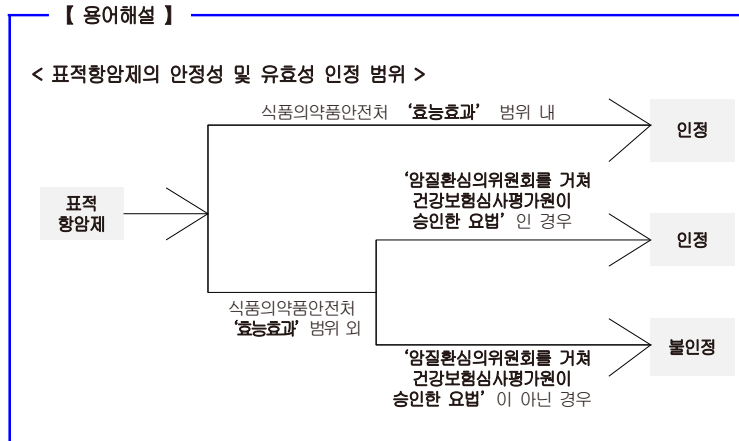 【 용어해설 】
< 표적항암제의 안정성 및 유효성 인정 범위 >
식품의약품안전처 ‘효능효과’ 범위 내
인정
표적
항암제
‘암질환심의위원회를 거쳐
건강보험심사평가원이
승인한 요법’ 인 경우
인정
식품의약품안전처
‘효능효과’ 범위 외
불인정
‘암질환심의위원회를 거쳐
건강보험심사평가원이
승인한 요법’ 이 아닌 경우